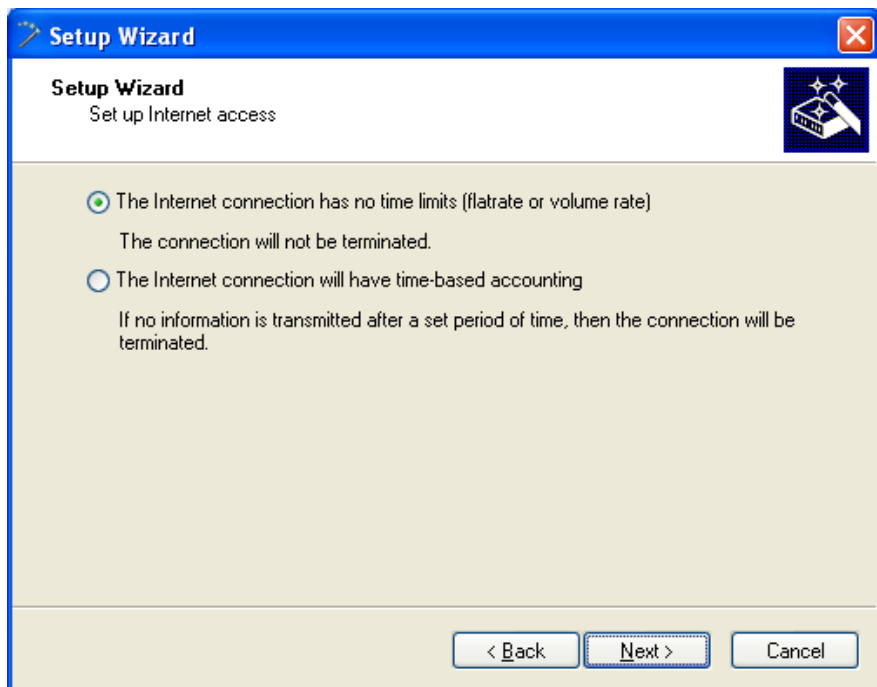 Setup Wizard
Setup Wizard
Set up Internet access
The Internet connection has no time limits (flatrate or volume rate)
The connection will not be terminated.
The Internet connection will have time-based accounting
If no information is transmitted after a set period of time, then the connection will be
terminated.
< Back
Next >
Cancel